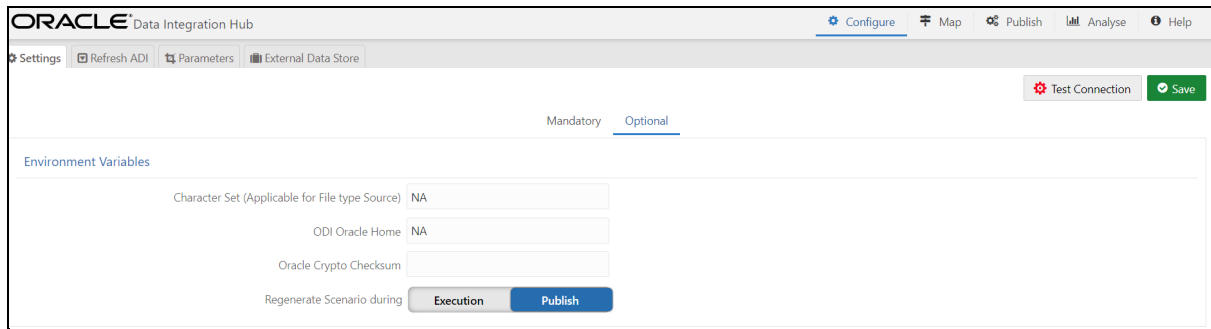 ORACLE® Data Integration Hub
Configure Map Publish Analyse Help
Settings Refresh ADI Parameters External Data Store
Test Connection Save
Mandatory Optional
Environment Variables
Character Set (Applicable for File type Source) NA
ODI Oracle Home NA
Oracle Crypto Checksum
Regenerate Scenario during Execution Publish